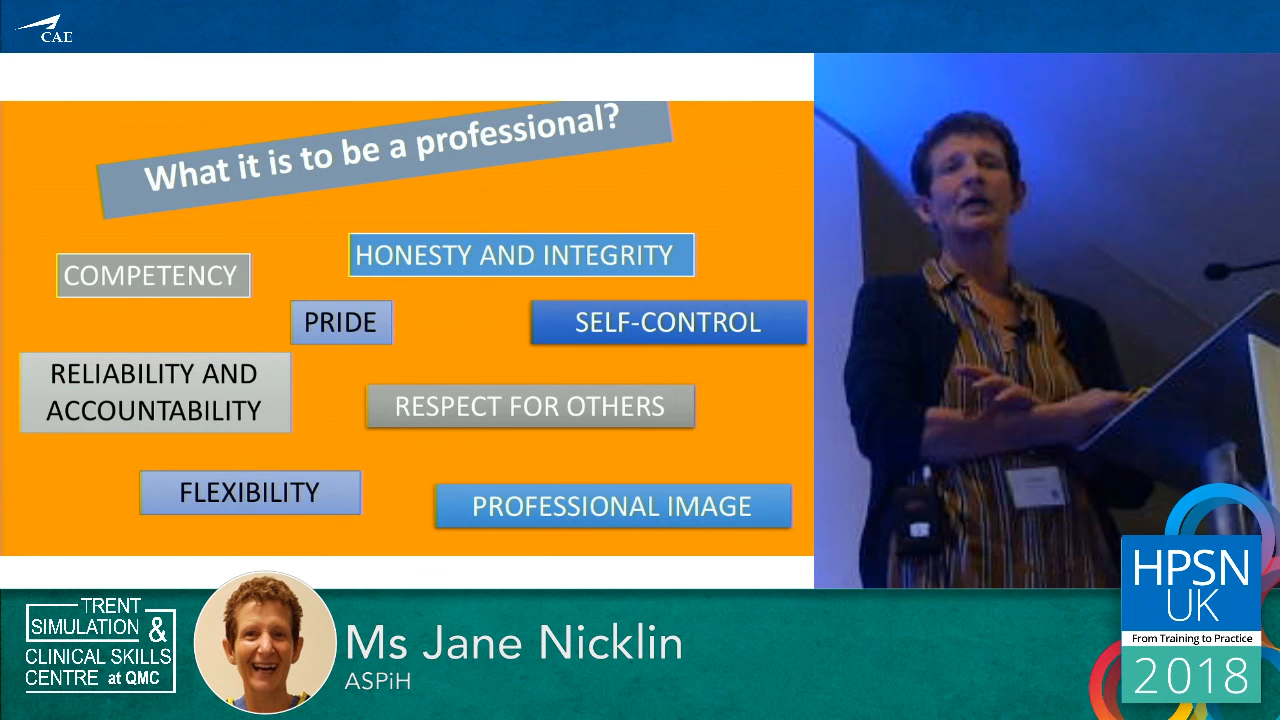 CAE
What it is to be a professional?
HONESTY AND INTEGRITY
COMPETENCY
PRIDE
SELF-CONTROL
RELIABILITY AND
ACCOUNTABILITY
RESPECT FOR OTHERS
FLEXIBILITY
PROFESSIONAL IMAGE
TRENT
SIMULATION &
CLINICAL SKILLS
CENTRE at QMC
Ms Jane Nicklin
ASPiH
HPSN
UK
From Training to Practice
2018